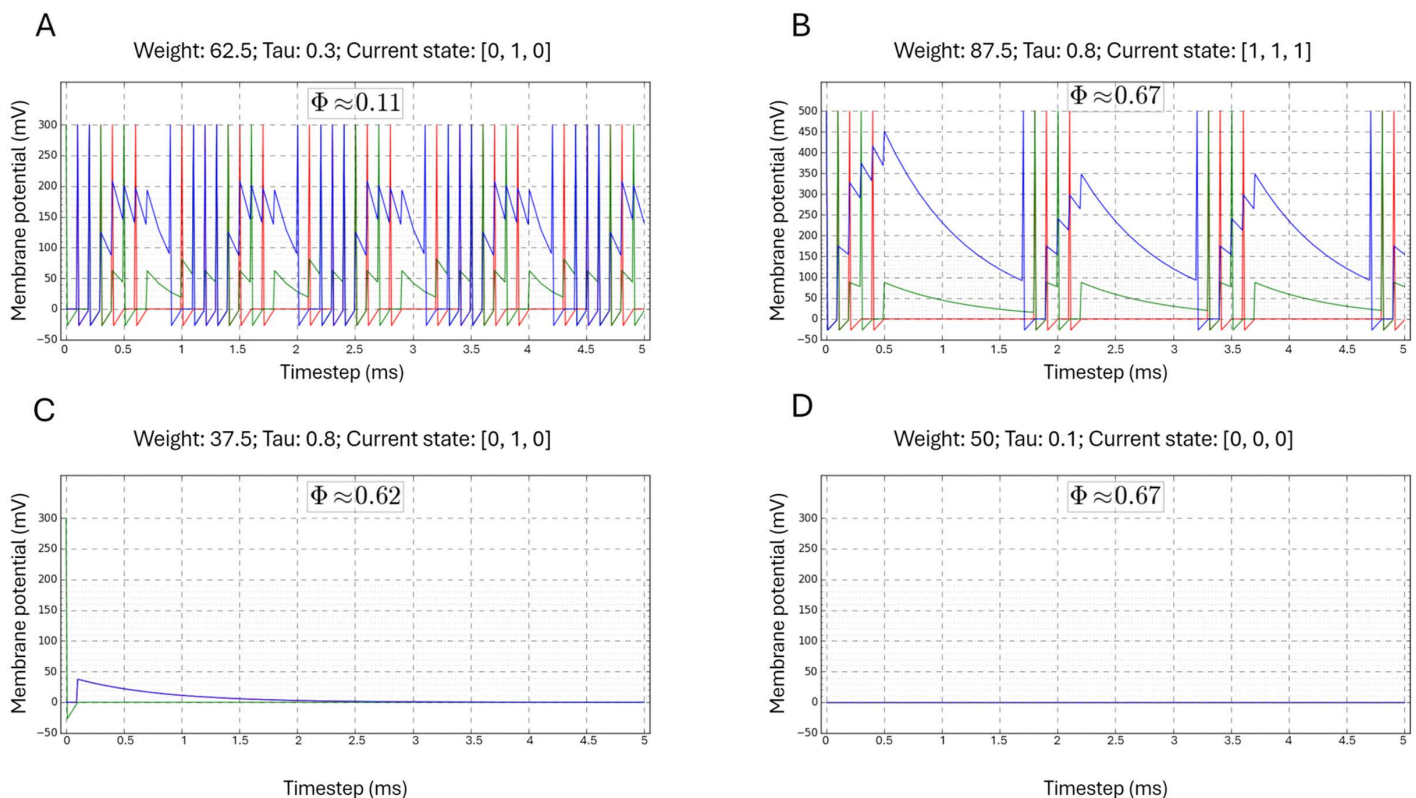 A
Weight: 62.5; Tau: 0.3; Current state: [0, 1, 0]
Φ ≈0.11
Membrane potential (mV)
300
250
200
150
100
50
0
−50
0 0.5 1 1.5 2 2.5 3 3.5 4 4.5 5
Timestep (ms)
B
Weight: 87.5; Tau: 0.8; Current state: [1, 1, 1]
Φ ≈0.67
Membrane potential (mV)
500
450
400
350
300
250
200
150
100
50
0
−50
0 0.5 1 1.5 2 2.5 3 3.5 4 4.5 5
Timestep (ms)
C
Weight: 37.5; Tau: 0.8; Current state: [0, 1, 0]
Φ ≈0.62
Membrane potential (mV)
300
250
200
150
100
50
0
−50
0 0.5 1 1.5 2 2.5 3 3.5 4 4.5 5
Timestep (ms)
D
Weight: 50; Tau: 0.1; Current state: [0, 0, 0]
Φ ≈0.67
Membrane potential (mV)
300
250
200
150
100
50
0
−50
0 0.5 1 1.5 2 2.5 3 3.5 4 4.5 5
Timestep (ms)